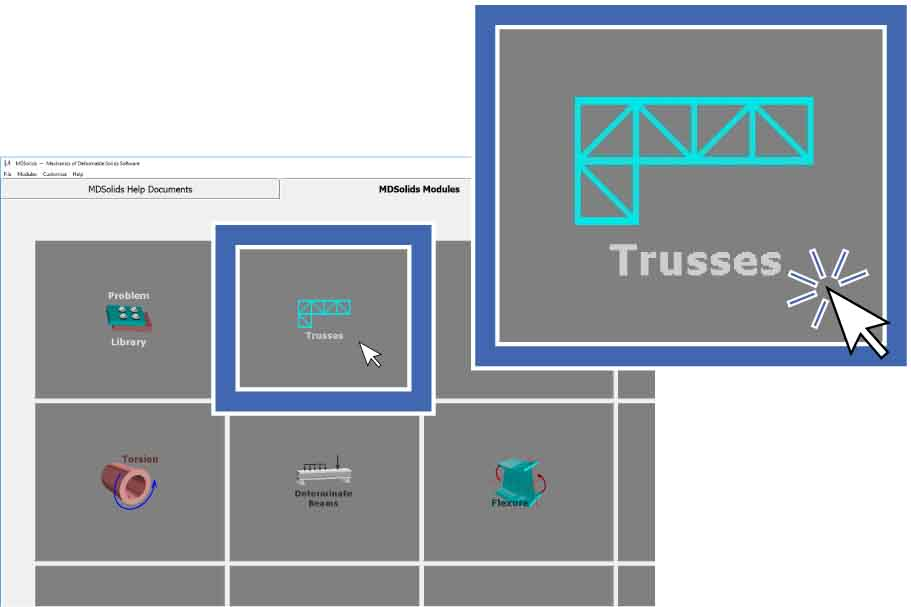 MDSolids — Mechanics of Deformable Solids Software
File Modules Customize Help
MDSolids Help Documents
MDSolids Modules
Problem
Library
Trusses
Trusses
Torsion
Determinate
Beams
Flexure